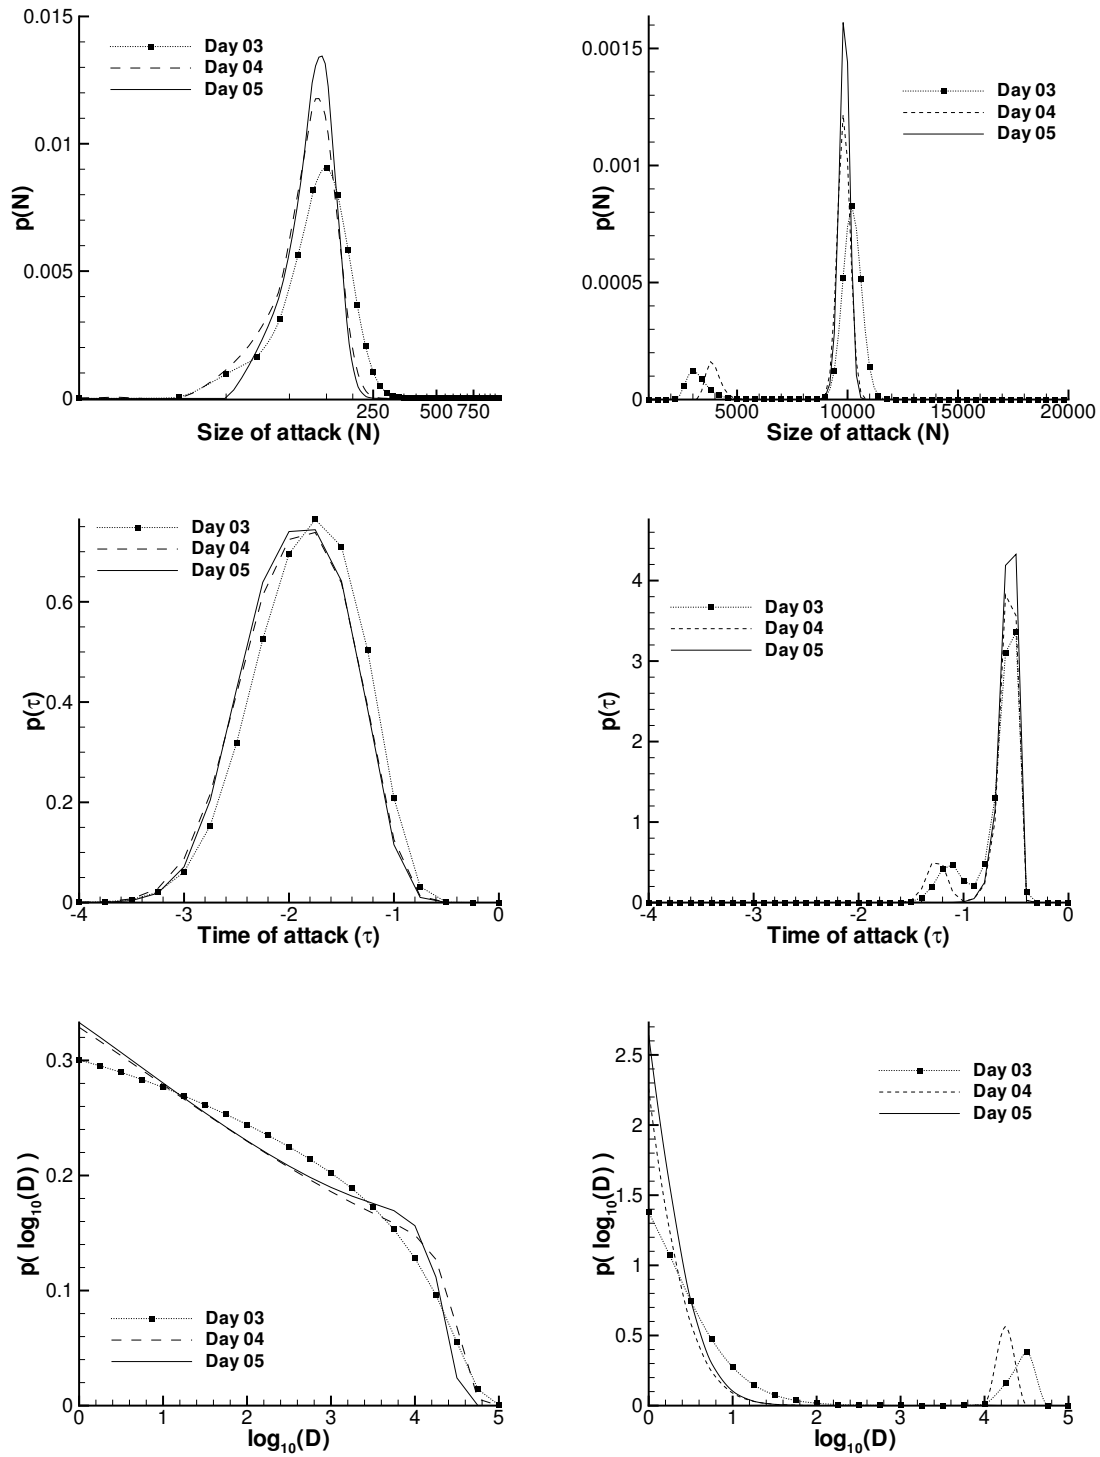 0.015
0.01
0.005
0
p(N)
Day 03
Day 04
Day 05
250 500 750
Size of attack (N)
0.0015
0.001
0.0005
0
p(N)
Day 03
Day 04
Day 05
5000 10000 15000 20000
Size of attack (N)
0.6
0.4
0.2
0
p(τ)
Day 03
Day 04
Day 05
-4 -3 -2 -1 0
Time of attack (τ)
4
3
2
1
0
p(τ)
Day 03
Day 04
Day 05
-4 -3 -2 -1 0
Time of attack (τ)
0.3
0.2
0.1
0
p( log10(D) )
Day 03
Day 04
Day 05
0 1 2 3 4 5
log10(D)
2.5
2
1.5
1
0.5
0
p( log10(D) )
Day 03
Day 04
Day 05
0 1 2 3 4 5
log10(D)